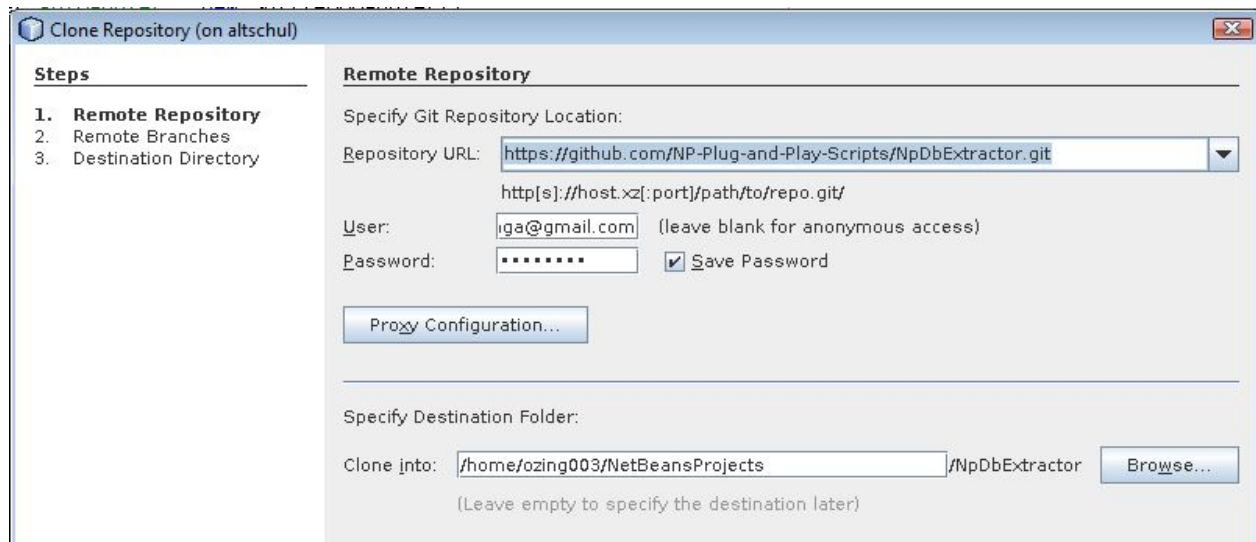 Clone Repository (on altschul)
Steps
1. Remote Repository
2. Remote Branches
3. Destination Directory
Remote Repository
Specify Git Repository Location:
Repository URL: https://github.com/NP-Plug-and-Play-Scripts/NpDbExtractor.git
http[s]://host.xz[:port]/path/to/repo.git/
User: ga@gmail.com (leave blank for anonymous access)
Password: •••••••• Save Password
Proxy Configuration...
Specify Destination Folder:
Clone into: /home/ozing003/NetBeansProjects /NpDbExtractor Browse...
(Leave empty to specify the destination later)